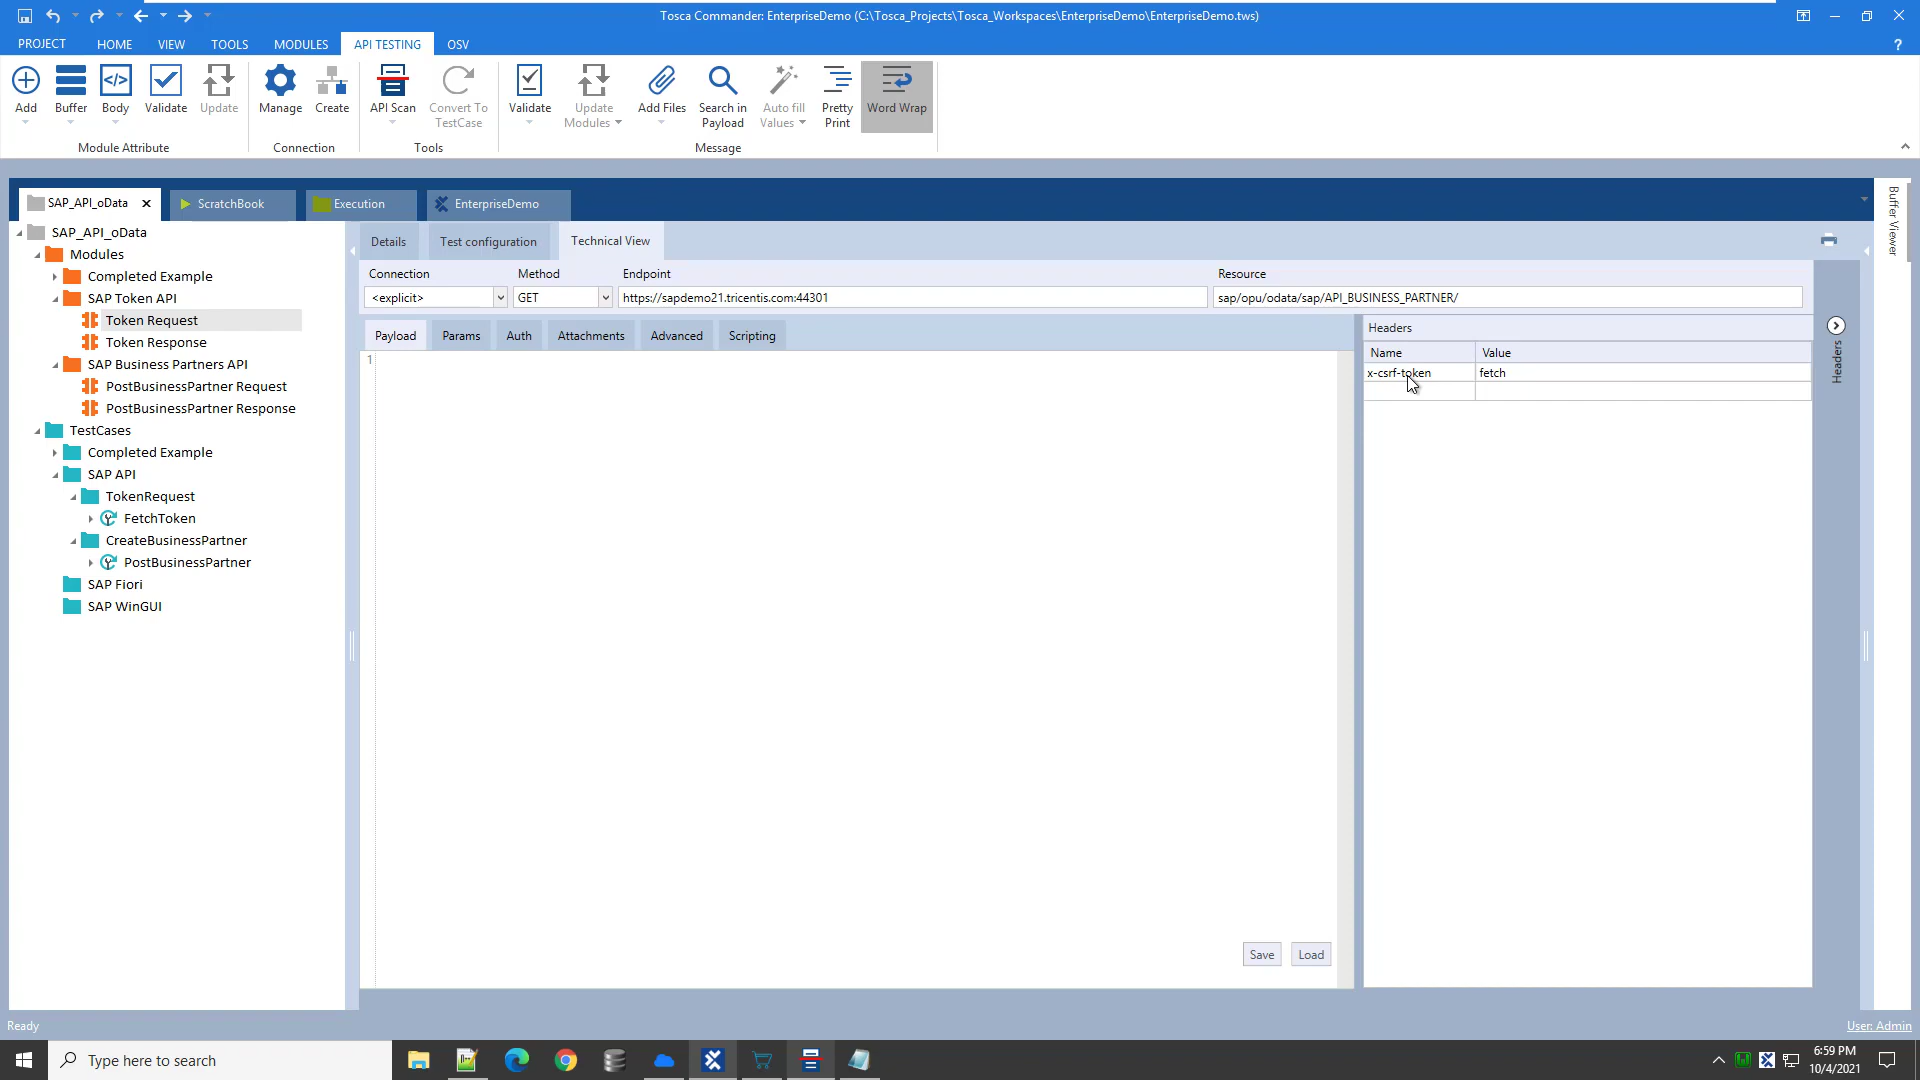 Tosca Commander: EnterpriseDemo (C:\Tosca_Projects\Tosca_Workspaces\EnterpriseDemo\EnterpriseDemo.tws)
PROJECT HOME VIEW TOOLS MODULES API TESTING OSV ?
Add Buffer Body Validate Update Manage Create API Scan Convert To TestCase Validate Update Modules Add Files Search in Payload Auto fill Values Pretty Print Word Wrap
Module Attribute Connection Tools Message
SAP_API_oData ScratchBook Execution EnterpriseDemo
Buffer Viewer
SAP_API_oData
Modules
Completed Example
SAP Token API
Token Request
Token Response
SAP Business Partners API
PostBusinessPartner Request
PostBusinessPartner Response
TestCases
Completed Example
SAP API
TokenRequest
FetchToken
CreateBusinessPartner
PostBusinessPartner
SAP Fiori
SAP WinGUI
Details Test configuration Technical View
Connection Method Endpoint Resource
<explicit> GET https://sapdemo21.tricentis.com:44301 sap/opu/odata/sap/API_BUSINESS_PARTNER/
Payload Params Auth Attachments Advanced Scripting
1
Save Load
Headers
Name Value
x-csrf-token fetch
Headers
Ready
User: Admin
Type here to search
6:59 PM
10/4/2021